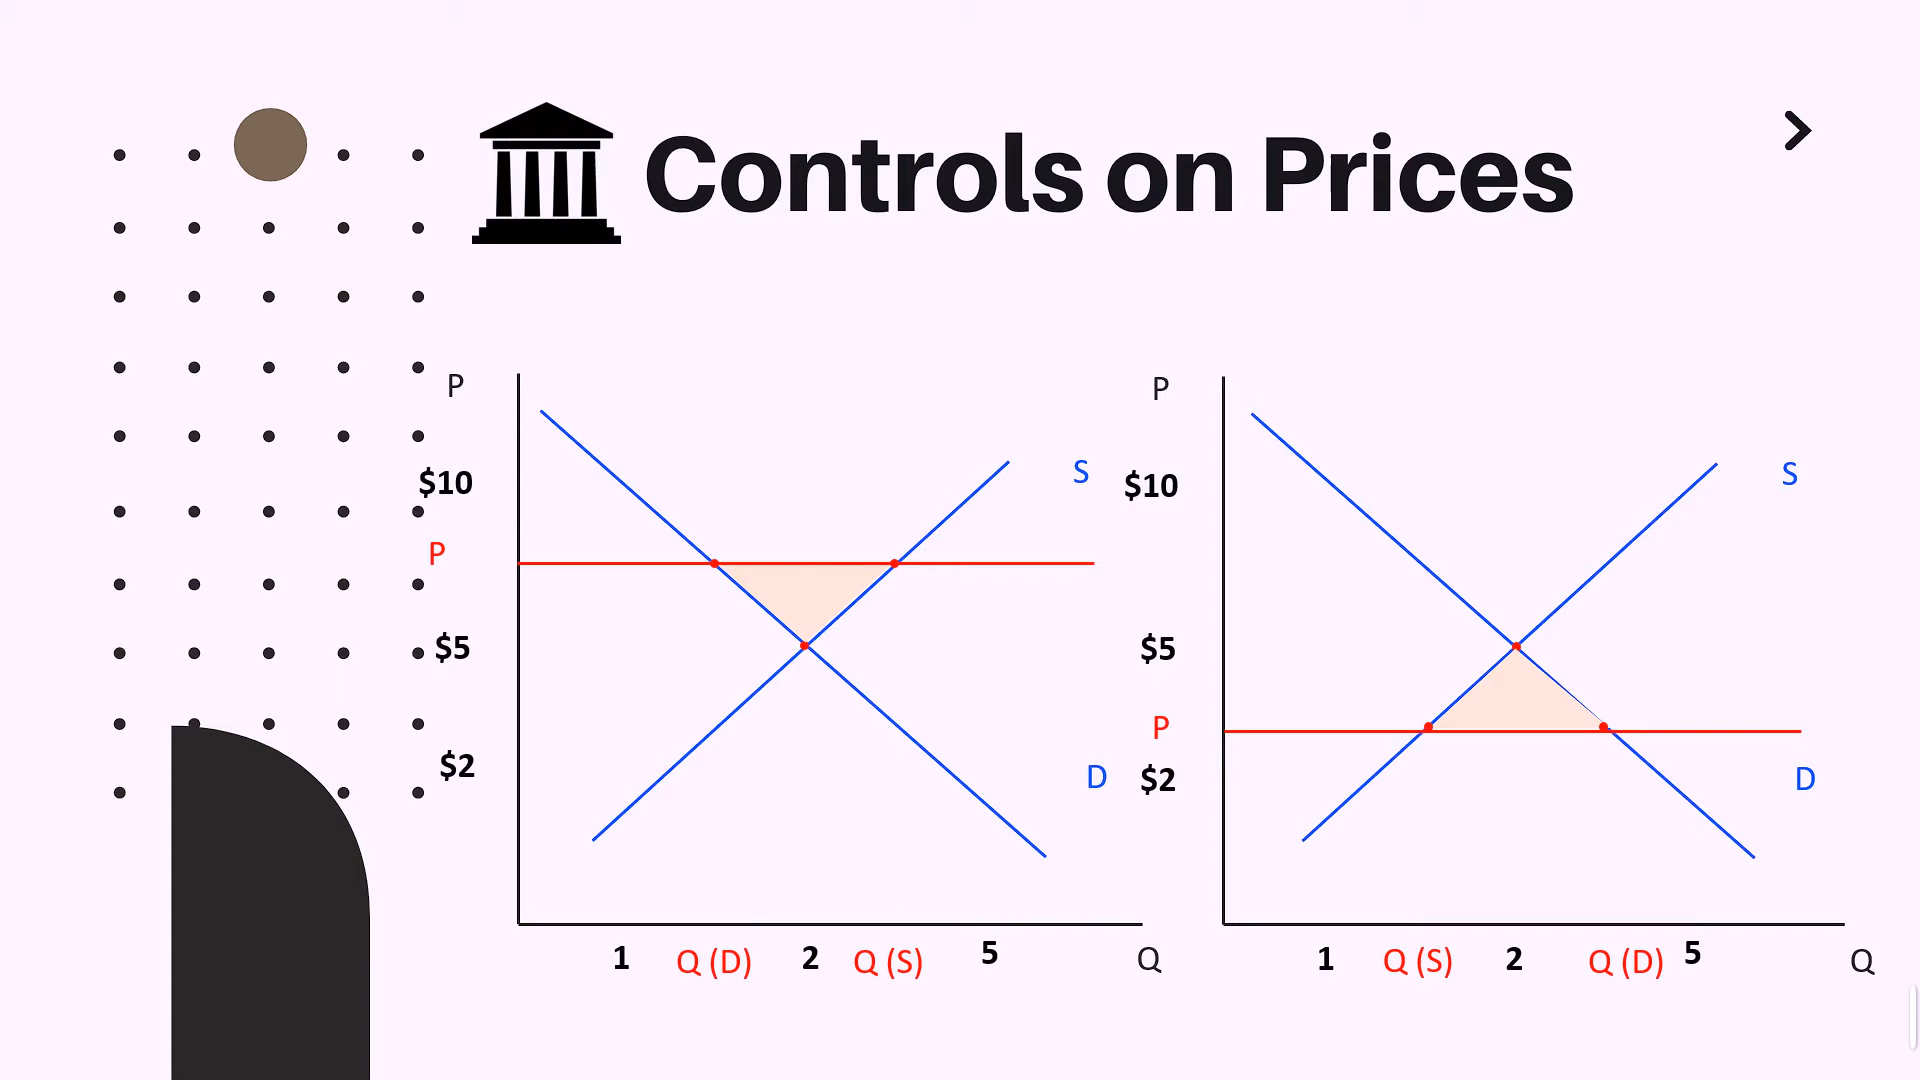 Controls on Prices
P
$10
P
$5
$2
S
D
1 Q (D) 2 Q (S) 5 Q
P
$10
$5
P
$2
S
D
1 Q (S) 2 Q (D) 5 Q